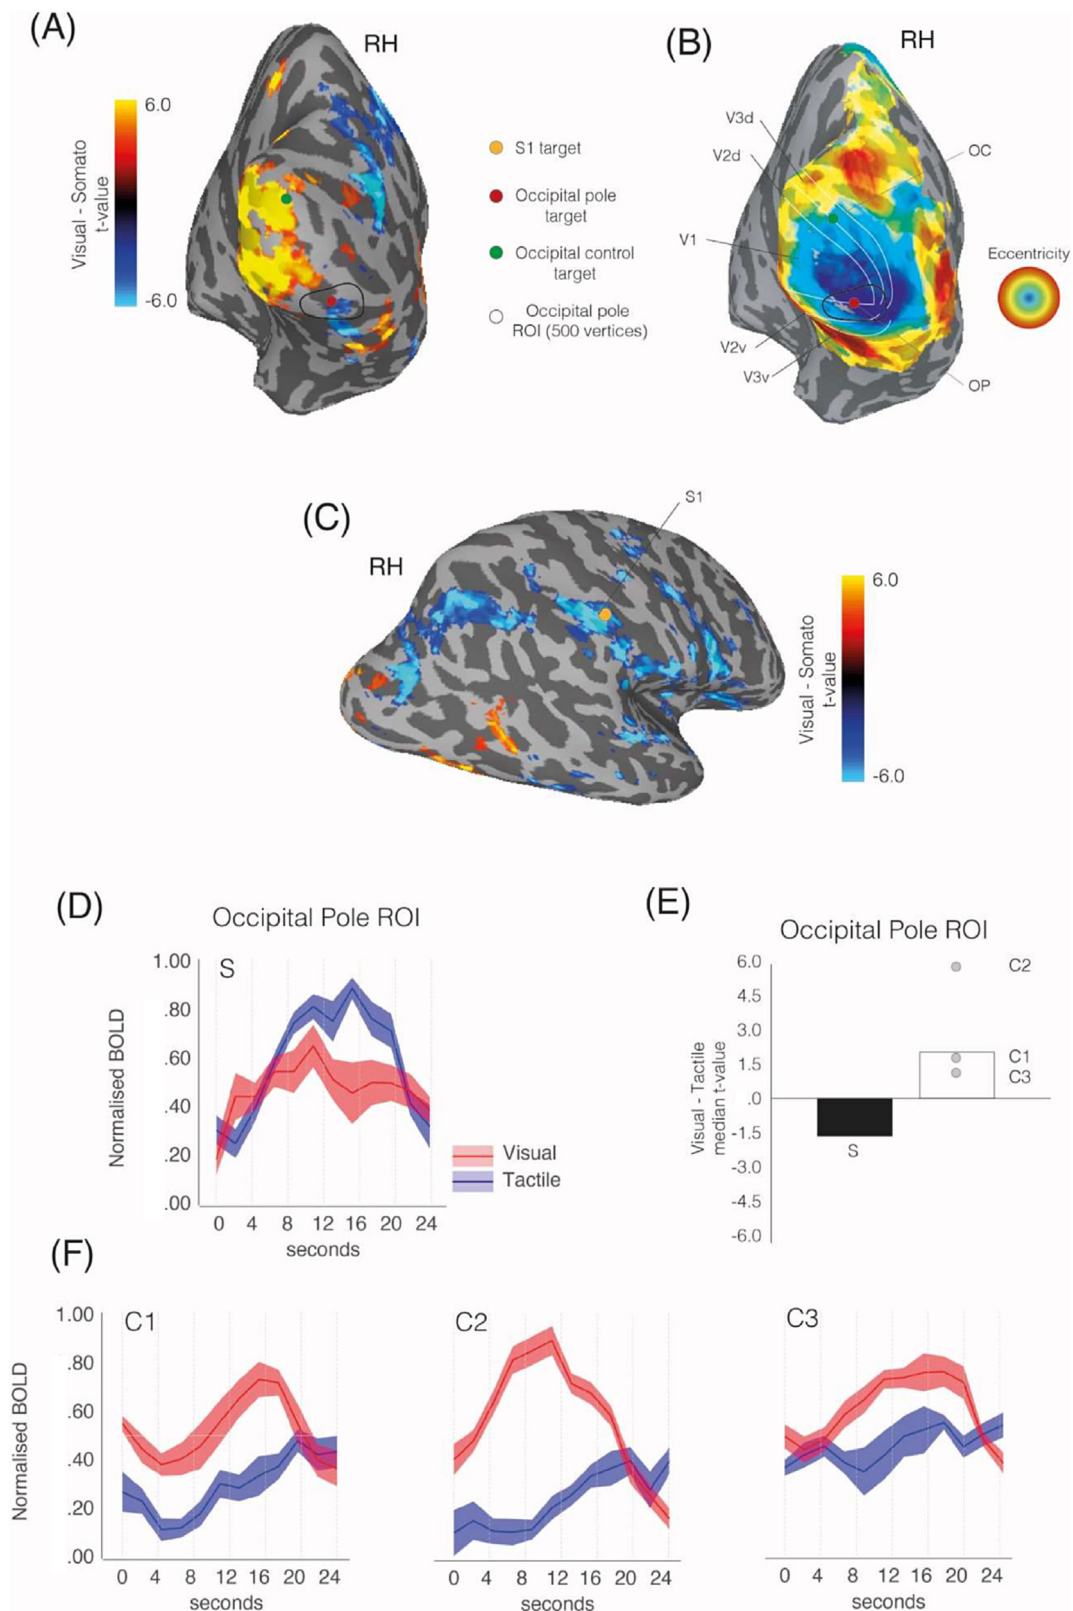 (A)
RH
6.0
Visual - Somato
t-value
-6.0
S1 target
Occipital pole
target
Occipital control
target
Occipital pole
ROI (500 vertices)
(B)
RH
V3d
V2d
V1
V2v
V3v
OC
OP
Eccentricity
(C)
RH
S1
6.0
Visual - Somato
t-value
-6.0
(D)
Occipital Pole ROI
S
1.00
.80
.60
.40
.20
.00
Normalised BOLD
0 4 8 12 16 20 24
seconds
Visual
Tactile
(E)
Occipital Pole ROI
6.0
4.5
3.0
1.5
.0
-1.5
-3.0
-4.5
-6.0
Visual - Tactile
median t-value
C2
C1
C3
S
(F)
Normalised BOLD
1.00
.80
.60
.40
.20
.00
C1
0 4 8 12 16 20 24
seconds
C2
0 4 8 12 16 20 24
seconds
C3
0 4 8 12 16 20 24
seconds